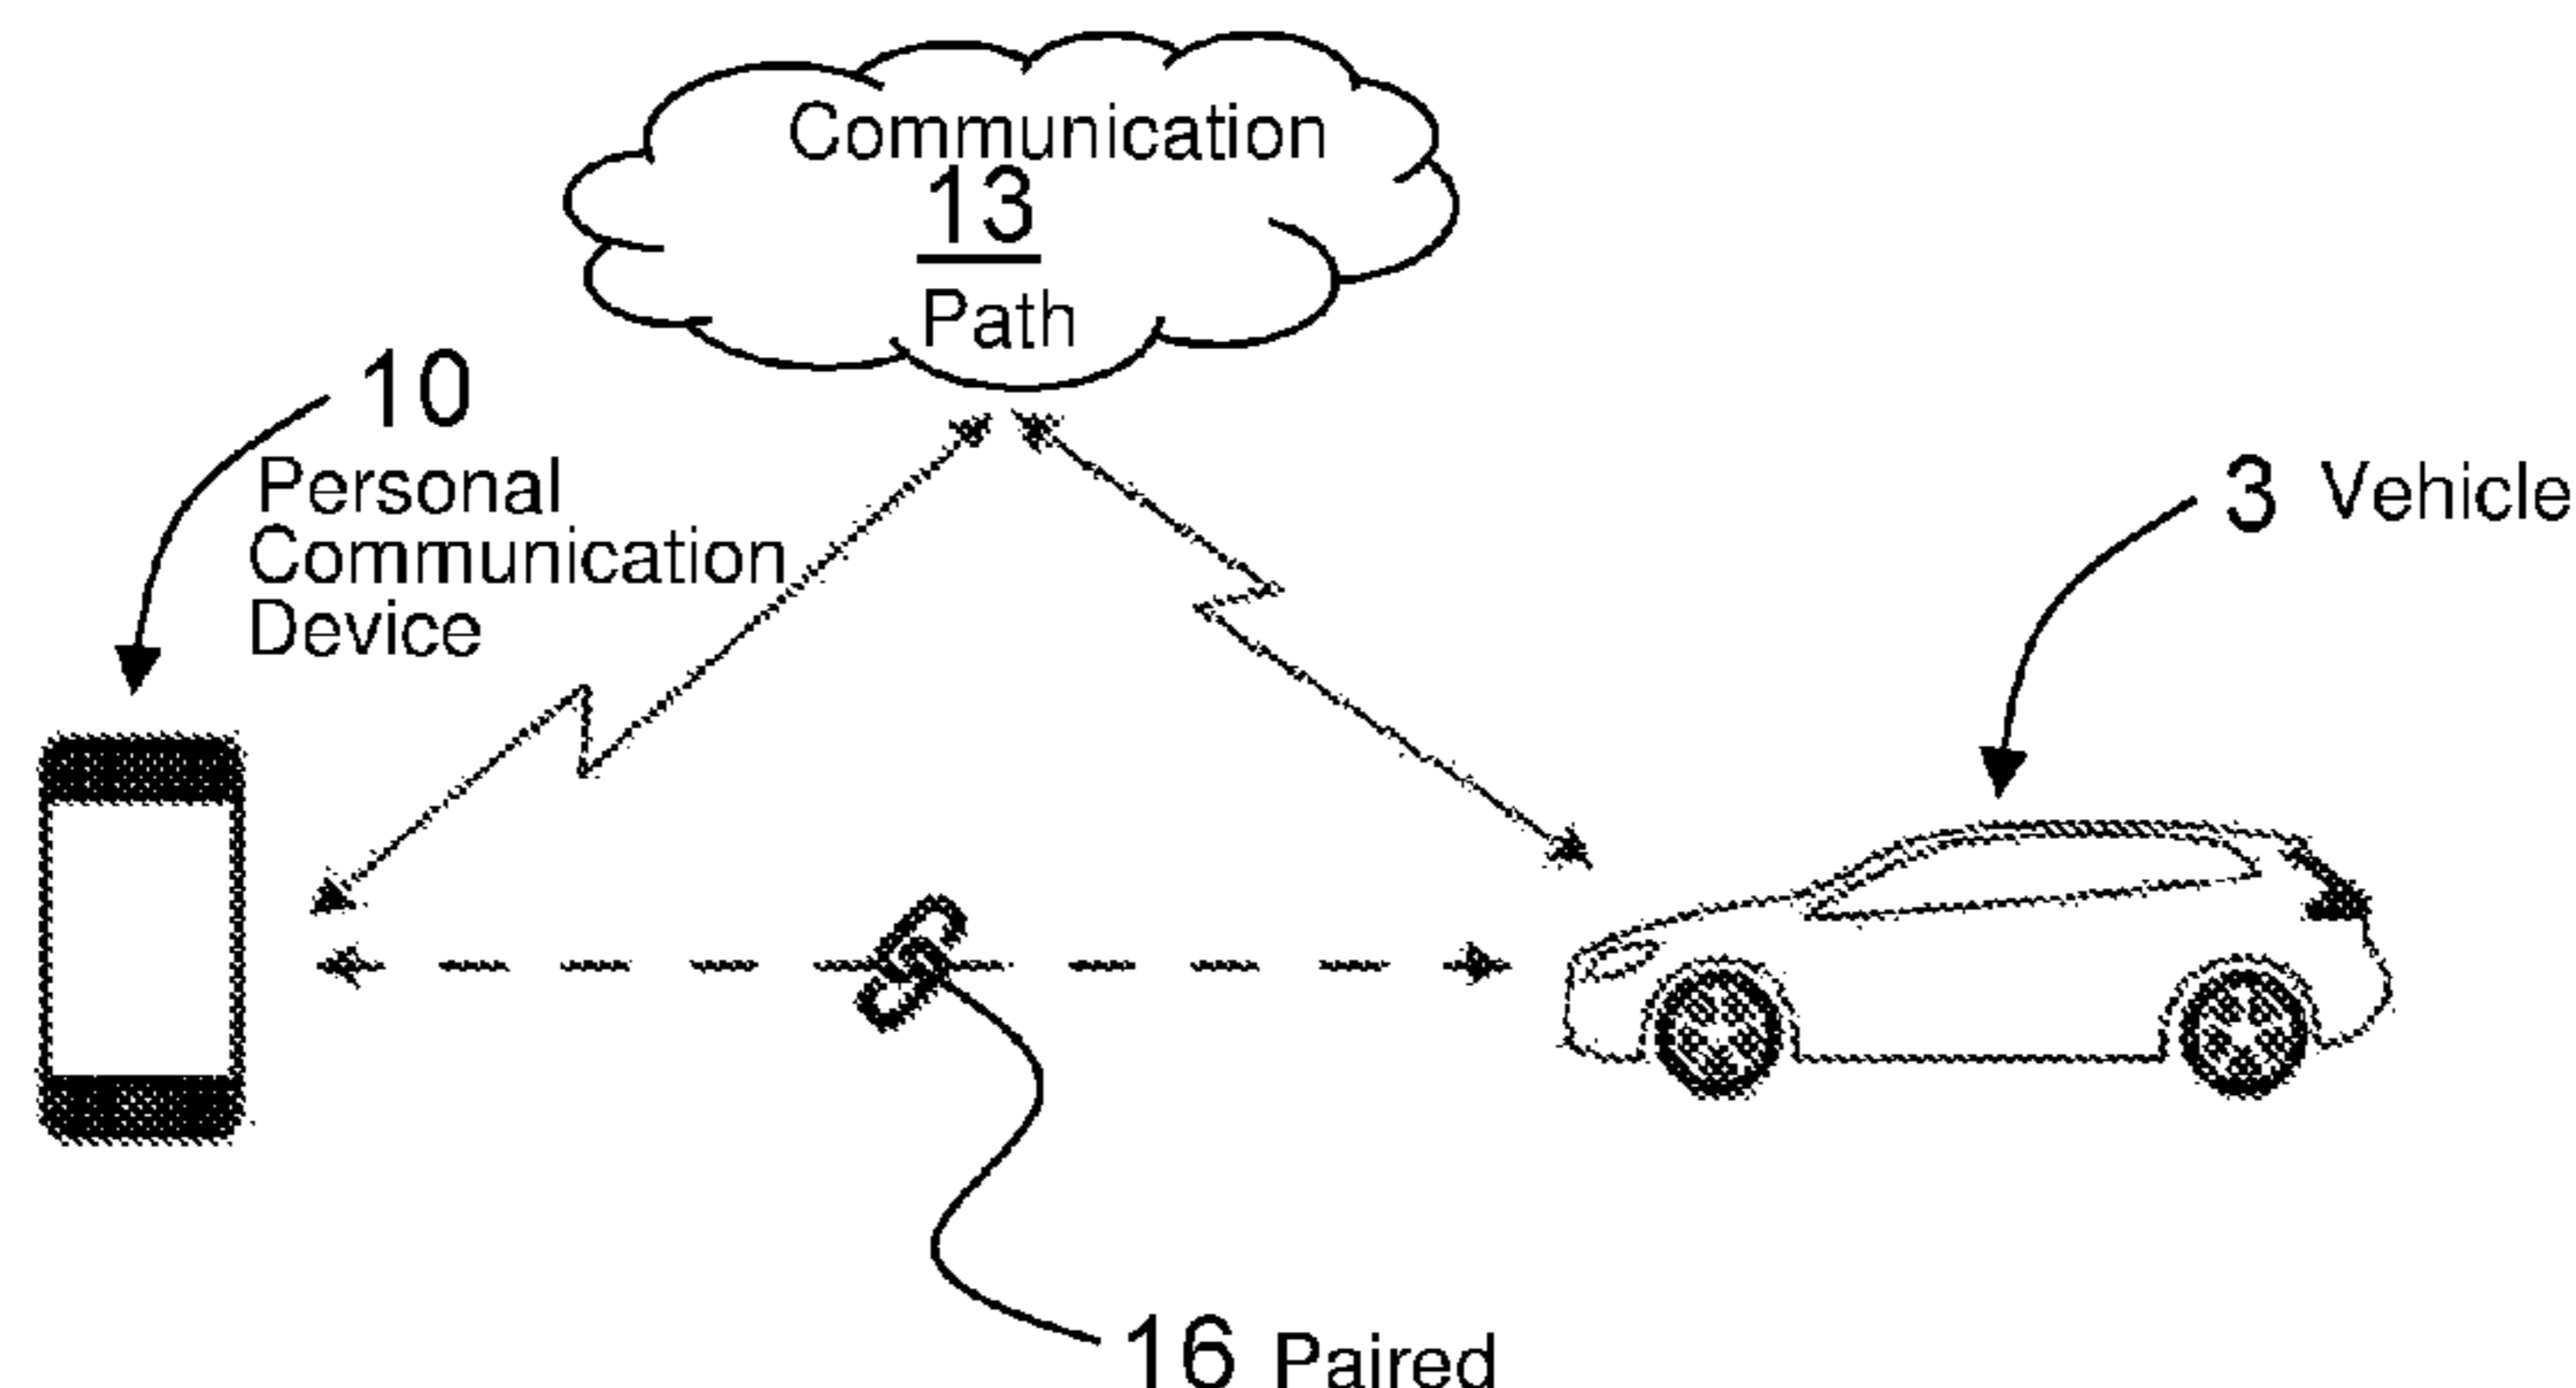 Communication
13
Path
10
Personal
Communication
Device
3 Vehicle
16 Paired